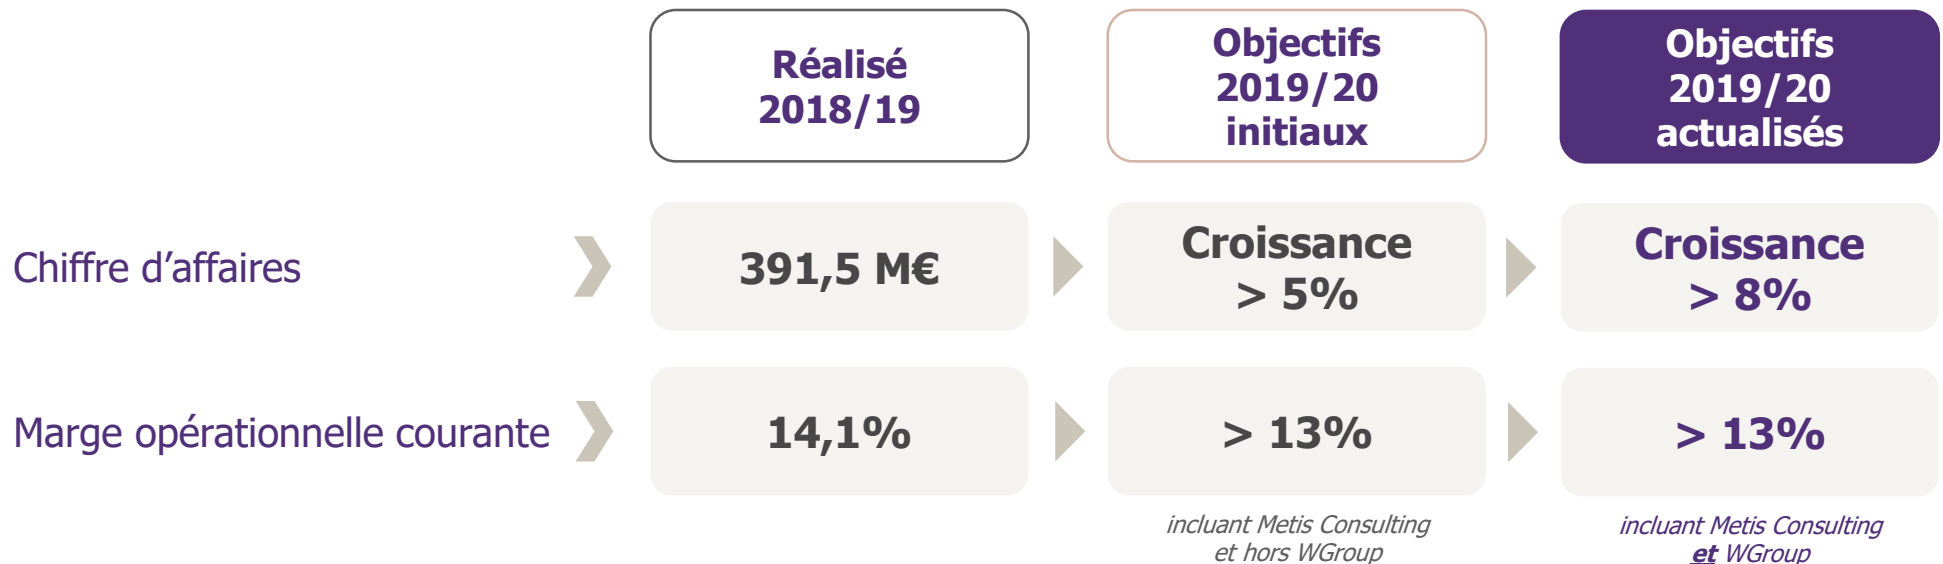 Réalisé
2018/19
Objectifs
2019/20
initiaux
Objectifs
2019/20
actualisés
Chiffre d’affaires
391,5 M€
Croissance
> 5%
Croissance
> 8%
Marge opérationnelle courante
14,1%
> 13%
> 13%
incluant Metis Consulting
et hors WGroup
incluant Metis Consulting
et WGroup